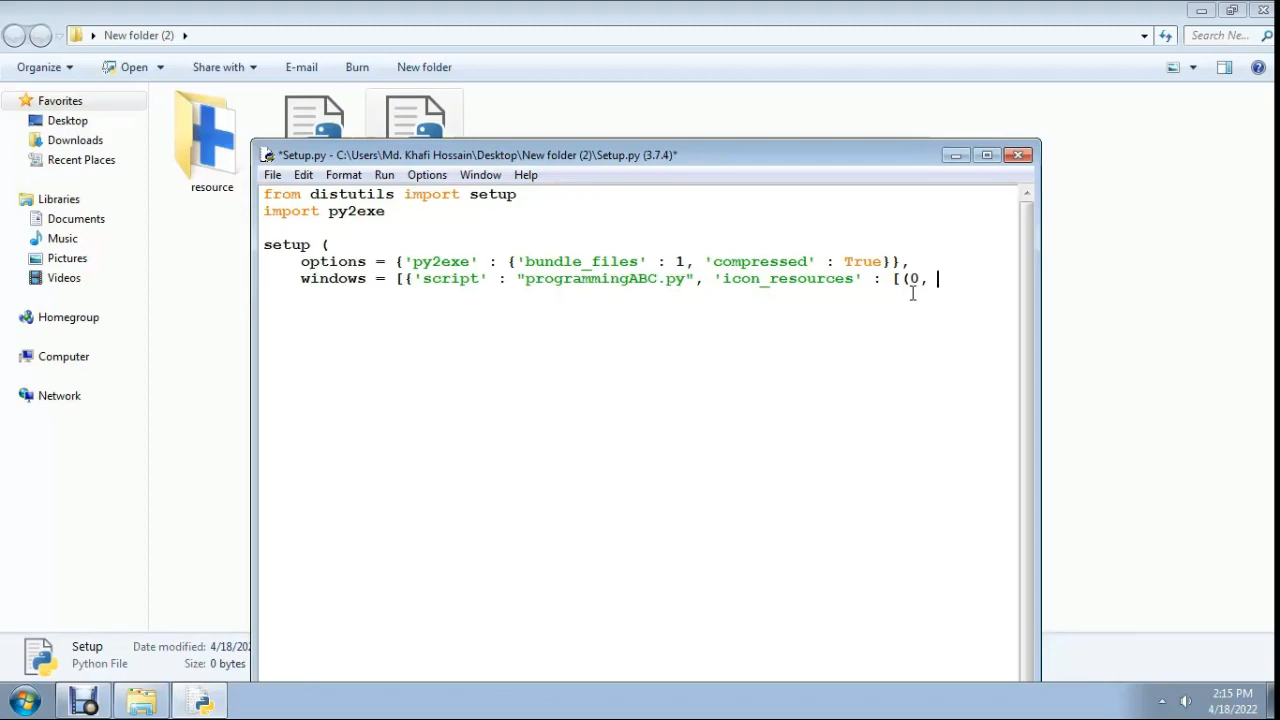 New folder (2)
Search Ne...
Organize
Open
Share with
E-mail
Burn
New folder
Favorites
Desktop
Downloads
Recent Places
Libraries
Documents
Music
Pictures
Videos
Homegroup
Computer
Network
resource
*Setup.py - C:\Users\Md. Khafi Hossain\Desktop\New folder (2)\Setup.py (3.7.4)*
File Edit Format Run Options Window Help
from distutils import setup
import py2exe
setup (
options = {'py2exe' : {'bundle_files' : 1, 'compressed' : True}},
windows = [{'script' : "programmingABC.py", 'icon_resources' : [(0,
Setup Date modified: 4/18/202
Python File Size: 0 bytes
2:15 PM
4/18/2022